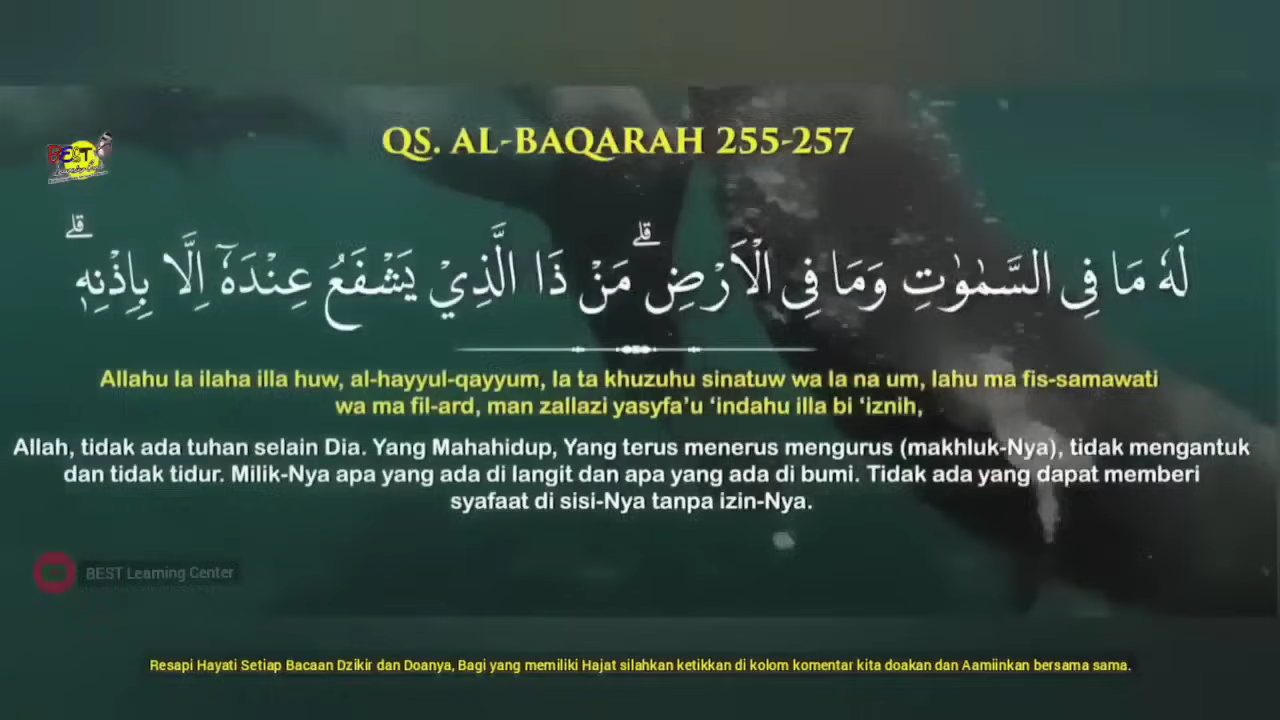 QS. AL-BAQARAH 255-257
BEST
لَهٗ مَا فِى السَّمٰوٰتِ وَمَا فِى الْاَرْضِۗ مَنْ ذَا الَّذِيْ يَشْفَعُ عِنْدَهٗٓ اِلَّا بِاِذْنِهٖۗ
Allahu la ilaha illa huw, al-hayyul-qayyum, la ta khuzuhu sinatuw wa la na um, lahu ma fis-samawati
wa ma fil-ard, man zallazi yasyfa’u ‘indahu illa bi ‘iznih,
Allah, tidak ada tuhan selain Dia. Yang Mahahidup, Yang terus menerus mengurus (makhluk-Nya), tidak mengantuk
dan tidak tidur. Milik-Nya apa yang ada di langit dan apa yang ada di bumi. Tidak ada yang dapat memberi
syafaat di sisi-Nya tanpa izin-Nya.
BEST Learning Center
Resapi Hayati Setiap Bacaan Dzikir dan Doanya, Bagi yang memiliki Hajat silahkan ketikkan di kolom komentar kita doakan dan Aamiinkan bersama sama.